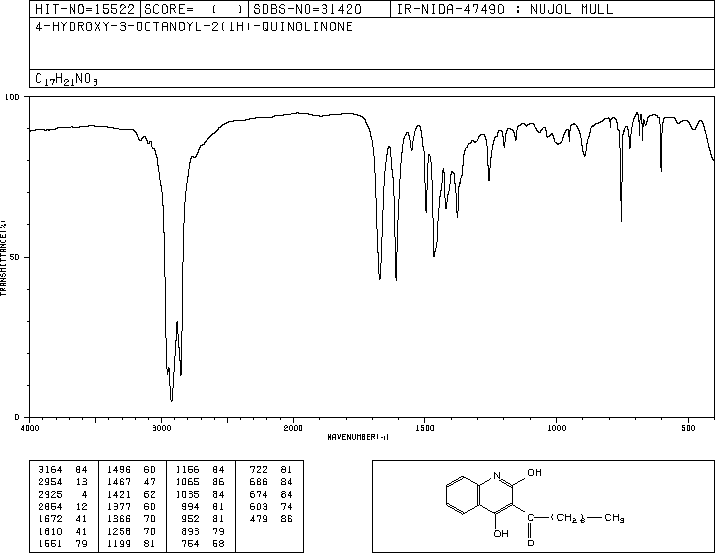 HIT-NO=15522 SCORE= ( ) SDBS-NO=31420 IR-NIDA-47490 : NUJOL MULL
4-HYDROXY-3-OCTANOYL-2(1H)-QUINOLINONE
C17H21NO3
100
50
0
TRANSMITTANCE(%)
4000 3000 2000 1500 1000 500
WAVENUMBER(-1)
3164 84 1496 60 1156 84 722 81
2954 13 1467 47 1065 86 686 84
2925 4 1421 62 1035 84 674 84
2854 12 1377 60 994 81 603 74
1672 41 1366 70 952 81 479 86
1610 41 1258 70 893 79
1551 79 1199 81 754 58
N OH
OH C (CH2)6 CH3
O